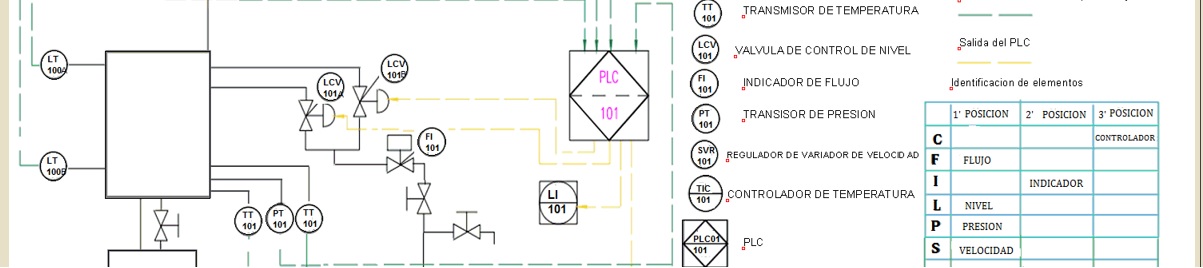 LT
100A
LCV
101A
LCV
101B
PLC
101
FI
101
LT
100B
LI
101
TT
101
PT
101
TT
101
TT
101
TRANSMISOR DE TEMPERATURA
LCV
101
VALVULA DE CONTROL DE NIVEL
FI
101
INDICADOR DE FLUJO
PT
101
TRANSISOR DE PRESION
SVR
101
REGULADOR DE VARIADOR DE VELOCIDAD
TIC
101
CONTROLADOR DE TEMPERATURA
PLC01
101
PLC
Salida del PLC
Identificacion de elementos
1' POSICION 2' POSICION 3' POSICION
C CONTROLADOR
F FLUJO
I INDICADOR
L NIVEL
P PRESION
S VELOCIDAD